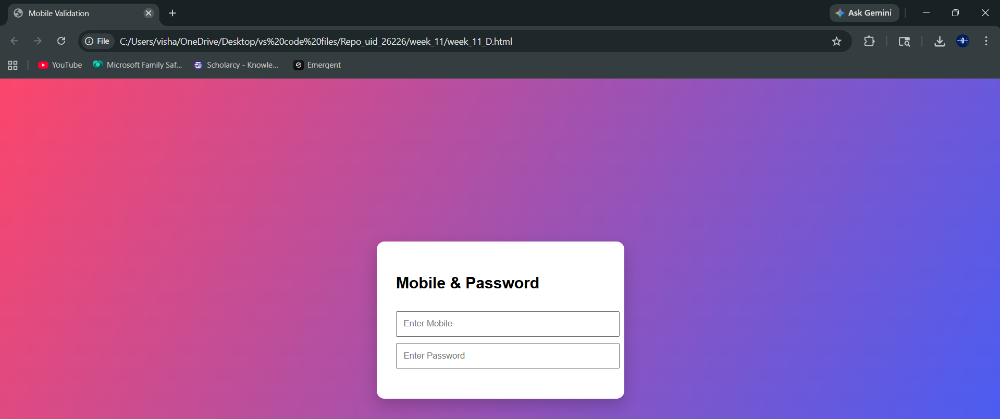 Mobile Validation
Ask Gemini
File C:/Users/visha/OneDrive/Desktop/vs%20code%20files/Repo_uid_26226/week_11/week_11_D.html
YouTube Microsoft Family Saf... Scholarcy - Knowle... Emergent
Mobile & Password
Enter Mobile
Enter Password